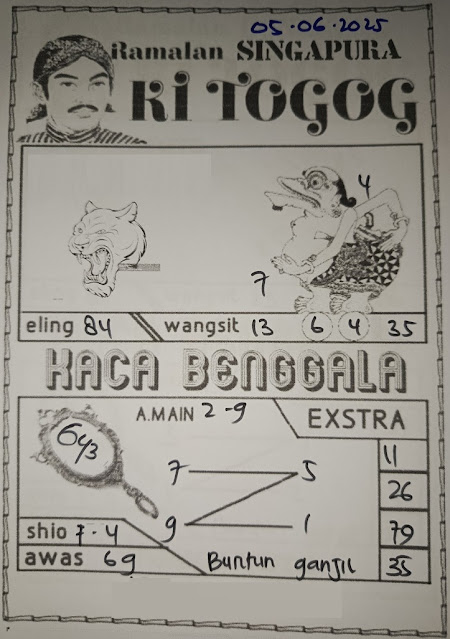 05-06-2025
Ramalan SINGAPURA
KI TOGOG
4
7
eling 84 wangsit 13 6 4 35
KACA BENGGALA
A.MAIN 2-9 EXSTRA
643
11
7 5
26
9 1
79
shio 7-4
awas 69 Buntun ganjil 35